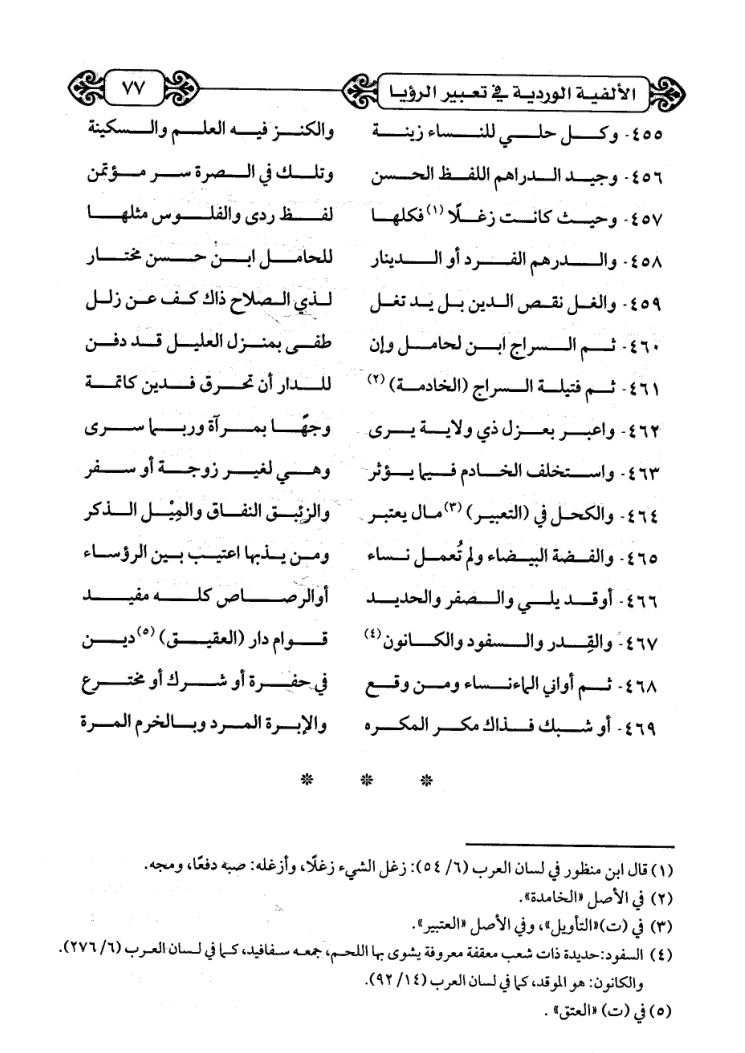 الألفية الوردية في تعبير الرؤيا ٧٧
٤٥٥- وكل حلي للنساء زينة والكنز فيه العلم والسكينة
٤٥٦- وجيد الدراهم اللفظ الحسن وتلك في الصرة سر مؤتمن
٤٥٧- وحيث كانت زغلًا (١) فكلها لفظ ردى والفلوس مثلها
٤٥٨- والدرهم الفرد أو الدينار للحامل ابن حسن مختار
٤٥٩- والغل نقص الدين بل يد تغل لذي الصلاح ذاك كف عن زلل
٤٦٠- ثم السراج ابن لحامل وإن طفى بمنزل العليل قد دفن
٤٦١- ثم فتيلة السراج (الخادمة) (٢) للدار أن تحرق فدين كاتمة
٤٦٢- واعبر بعزل ذي ولاية يرى وجهًا بمرآة وربما سرى
٤٦٣- واستخلف الخادم فيما يؤثر وهي لغير زوجة أو سفر
٤٦٤- والكحل في (التعبير) (٣) مال يعتبر والزئبق النفاق والمِيْل الذكر
٤٦٥- والفضة البيضاء ولم تُعمل نساء ومن يذبها اعتيب بين الرؤساء
٤٦٦- أوقد يلي والصفر والحديد أوالرصاص كله مفيد
٤٦٧- والقِدر والسفود والكانون (٤) قوام دار (العقيق) (٥) دين
٤٦٨- ثم أواني الماءنساء ومن وقع في حفرة أو شرك أو مخترع
٤٦٩- أو شبك فذاك مكر المكره والإبرة المرد وبالخرم المرة
* * *
(١) قال ابن منظور في لسان العرب (٦/ ٥٤): زغل الشيء زغلًا، وأزغله: صبه دفعًا، ومجه.
(٢) في الأصل «الخامدة».
(٣) في (ت)«التأويل»، وفي الأصل «العتبير».
(٤) السفود:حديدة ذات شعب معقفة معروفة يشوى بها اللحم، جمعه سفافيد، كما في لسان العرب (٦/ ٢٧٦).
والكانون: هو الموقد، كما في لسان العرب (١٤/ ٩٢).
(٥) في (ت) «العتق» .